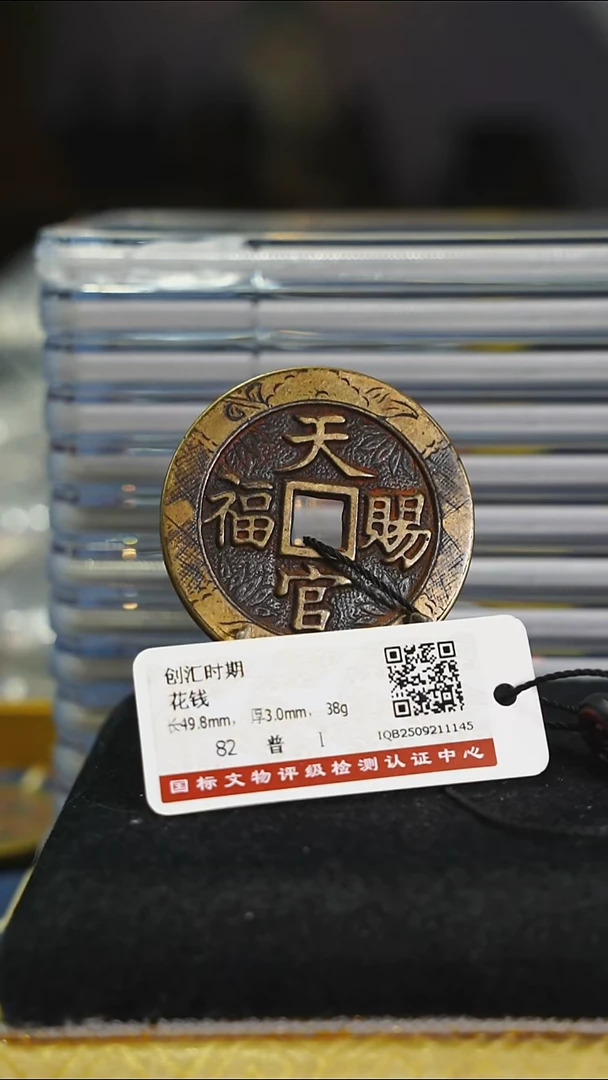 天
福 賜
官
创汇时期
花钱
长49.8mm, 厚3.0mm, 38g
82 普 I
IQB2509211145
国标文物评级检测认证中心